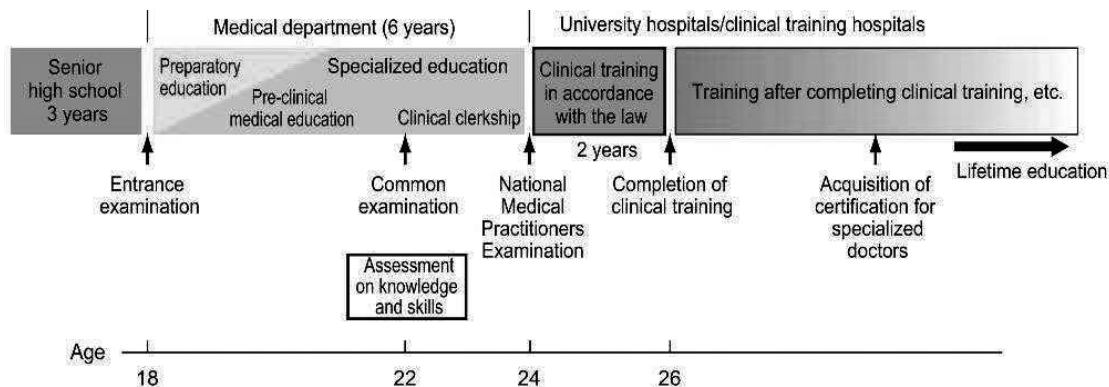 Medical department (6 years)
University hospitals/clinical training hospitals
Senior
high school
3 years
Preparatory
education
Specialized education
Pre-clinical
medical education
Clinical clerkship
Clinical training
in accordance
with the law
Training after completing clinical training, etc.
2 years
Lifetime education
Entrance
examination
Common
examination
National
Medical
Practitioners
Examination
Completion of
clinical training
Acquisition of
certification for
specialized
doctors
Assessment
on knowledge
and skills
Age
18
22
24
26